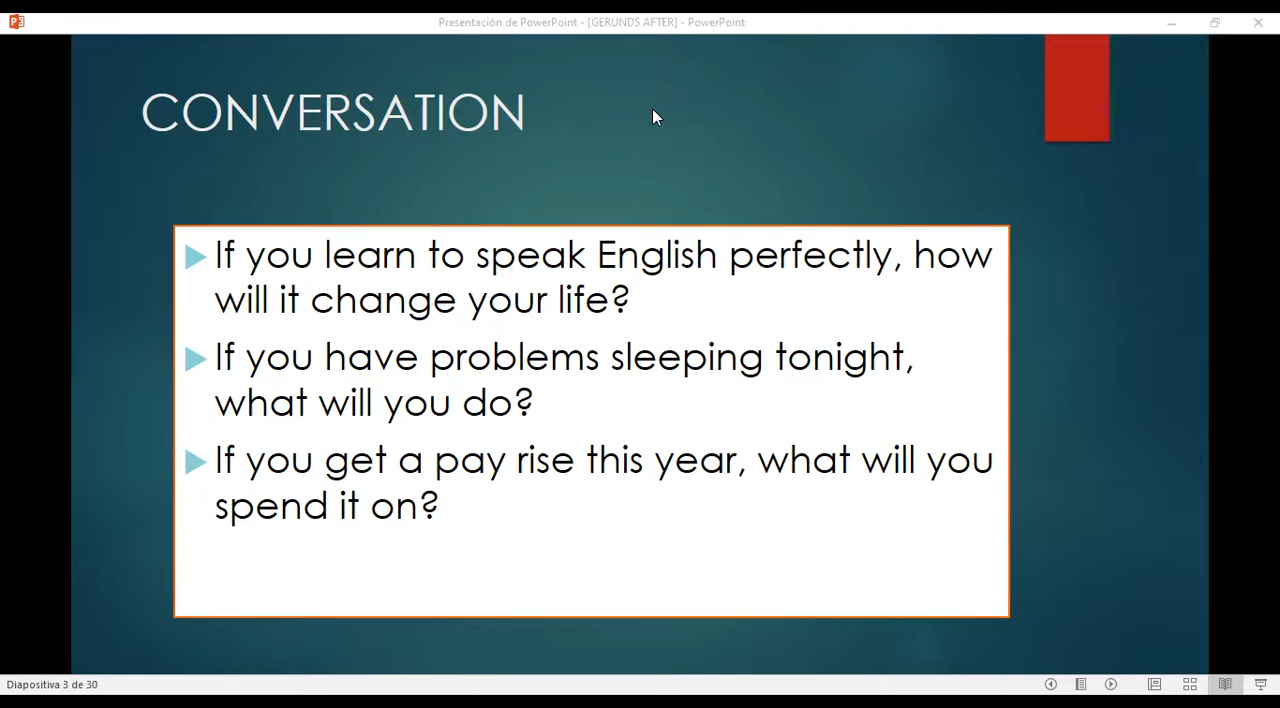 Presentación de PowerPoint - [GERUNDS AFTER] - PowerPoint
CONVERSATION
If you learn to speak English perfectly, how
will it change your life?
If you have problems sleeping tonight,
what will you do?
If you get a pay rise this year, what will you
spend it on?
Diapositiva 3 de 30